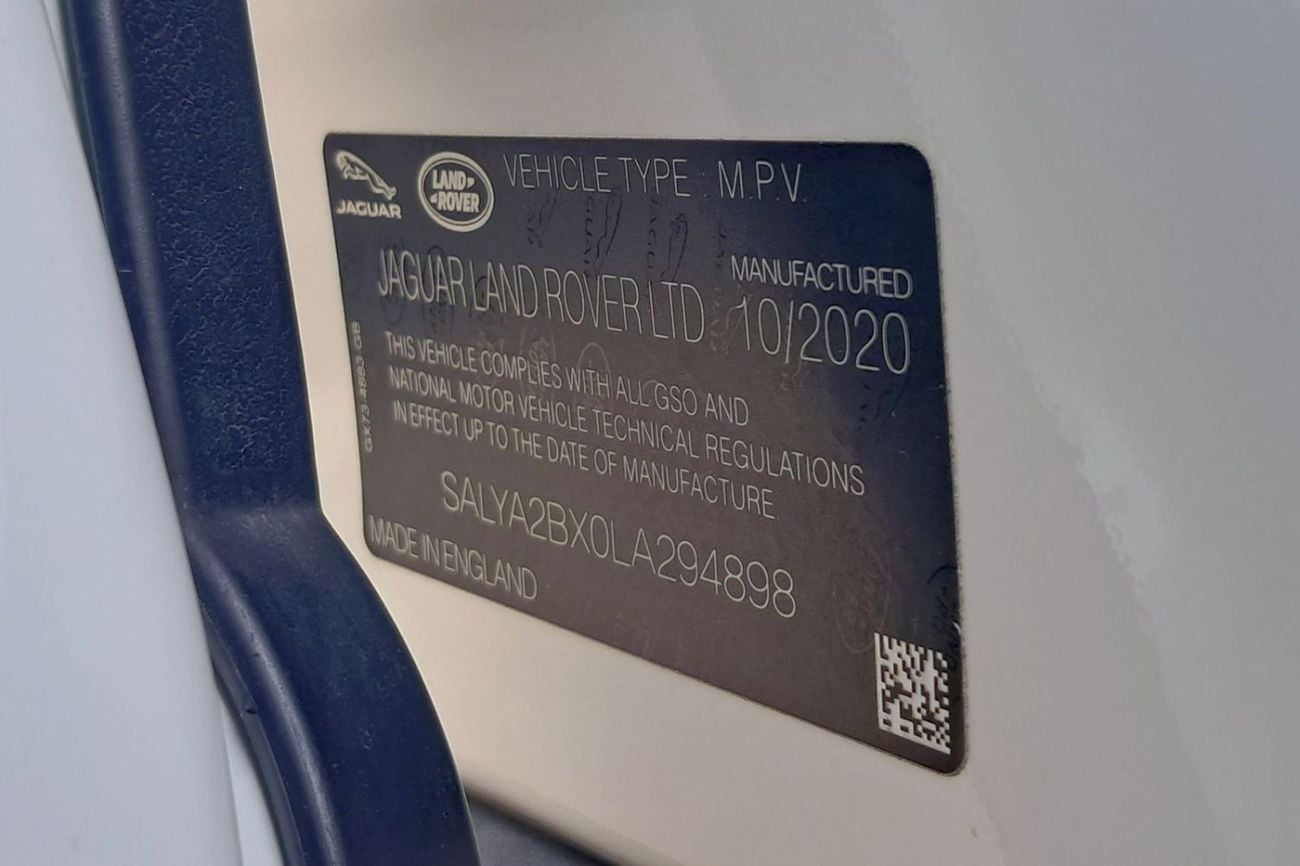 JAGUAR
LAND ROVER
VEHICLE TYPE : M.P.V.
MANUFACTURED
JAGUAR LAND ROVER LTD 10/2020
THIS VEHICLE COMPLIES WITH ALL GSO AND
NATIONAL MOTOR VEHICLE TECHNICAL REGULATIONS
IN EFFECT UP TO THE DATE OF MANUFACTURE
SALYA2BX0LA294898
MADE IN ENGLAND